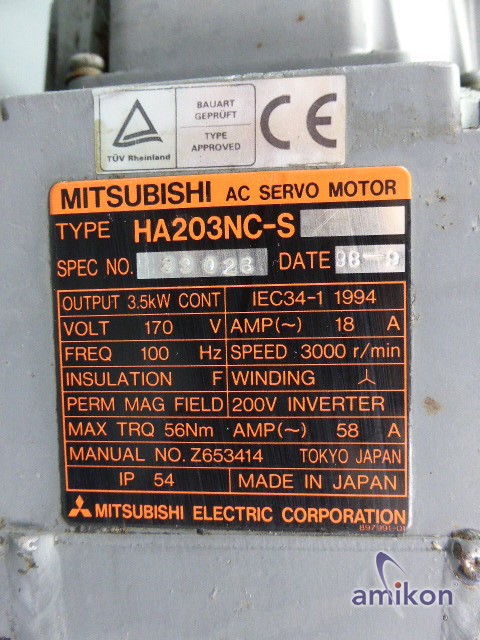 BAUART
GEPRÜFT
TYPE
APPROVED
TÜV Rheinland
CE
MITSUBISHI AC SERVO MOTOR
TYPE HA203NC-S
SPEC NO. 83023 DATE 98-9
OUTPUT 3.5kW CONT IEC34-1 1994
VOLT 170 V AMP(~) 18 A
FREQ 100 Hz SPEED 3000 r/min
INSULATION F WINDING
PERM MAG FIELD 200V INVERTER
MAX TRQ 56Nm AMP(~) 58 A
MANUAL NO. Z653414 TOKYO JAPAN
IP 54 MADE IN JAPAN
MITSUBISHI ELECTRIC CORPORATION
amikon